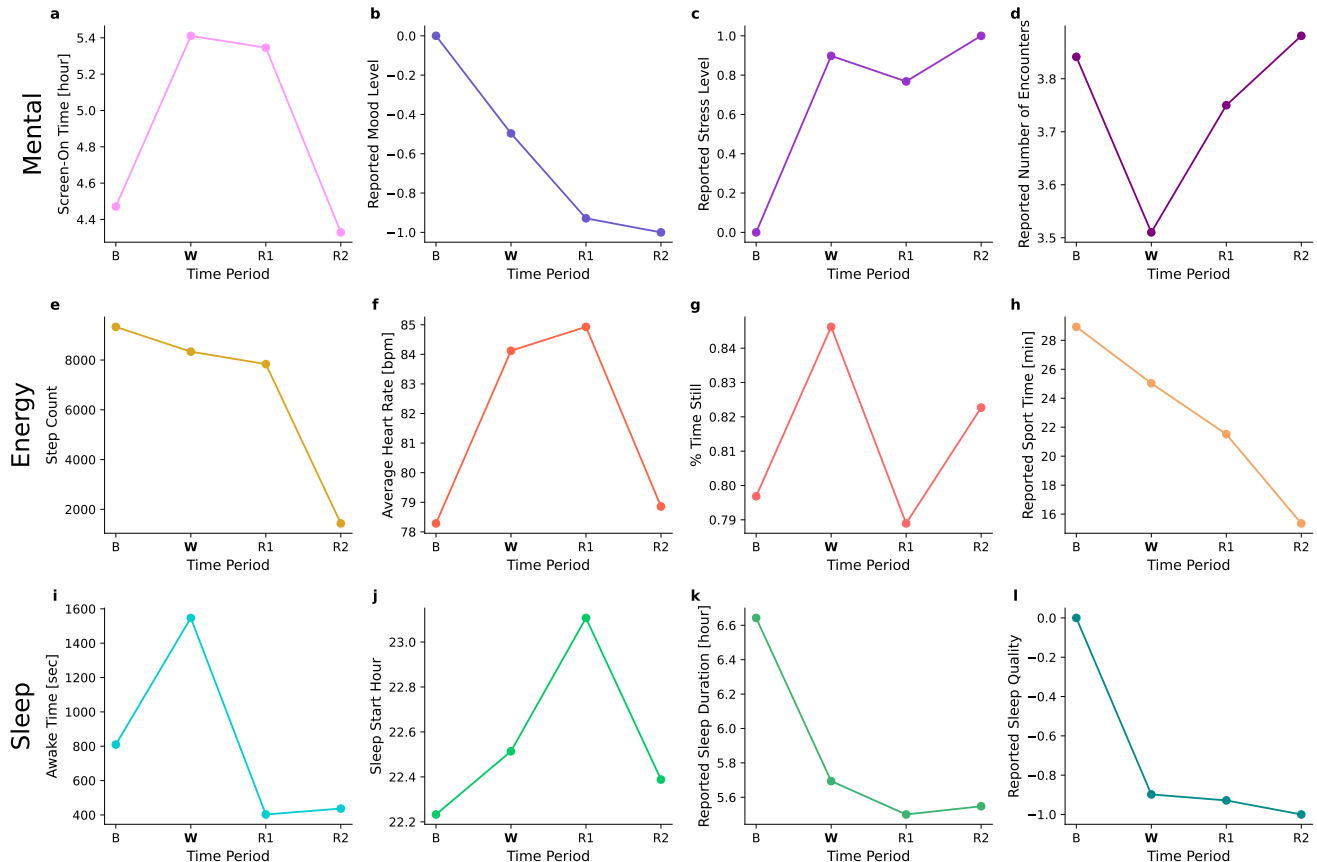 Mental
a
Screen-On Time [hour]
5.4
5.2
5.0
4.8
4.6
4.4
B W R1 R2
Time Period
b
Reported Mood Level
0.0
−0.2
−0.4
−0.6
−0.8
−1.0
B W R1 R2
Time Period
c
Reported Stress Level
1.0
0.8
0.6
0.4
0.2
0.0
B W R1 R2
Time Period
d
Reported Number of Encounters
3.8
3.7
3.6
3.5
B W R1 R2
Time Period
Energy
e
Step Count
8000
6000
4000
2000
B W R1 R2
Time Period
f
Average Heart Rate [bpm]
85
84
83
82
81
80
79
78
B W R1 R2
Time Period
g
% Time Still
0.84
0.83
0.82
0.81
0.80
0.79
B W R1 R2
Time Period
h
Reported Sport Time [min]
28
26
24
22
20
18
16
B W R1 R2
Time Period
Sleep
i
Awake Time [sec]
1600
1400
1200
1000
800
600
400
B W R1 R2
Time Period
j
Sleep Start Hour
23.0
22.8
22.6
22.4
22.2
B W R1 R2
Time Period
k
Reported Sleep Duration [hour]
6.6
6.4
6.2
6.0
5.8
5.6
B W R1 R2
Time Period
l
Reported Sleep Quality
0.0
−0.2
−0.4
−0.6
−0.8
−1.0
B W R1 R2
Time Period